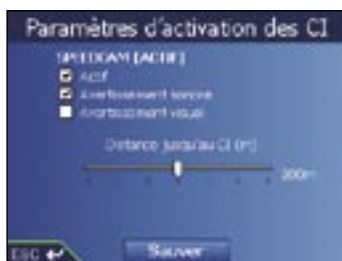 Paramètres d'activation des CI
SPEEDCAM [ACTIF]
Actif
Avertissement sonore
Avertissement visuel
Distance jusqu'au CI (m)
200m
ESC
Sauver